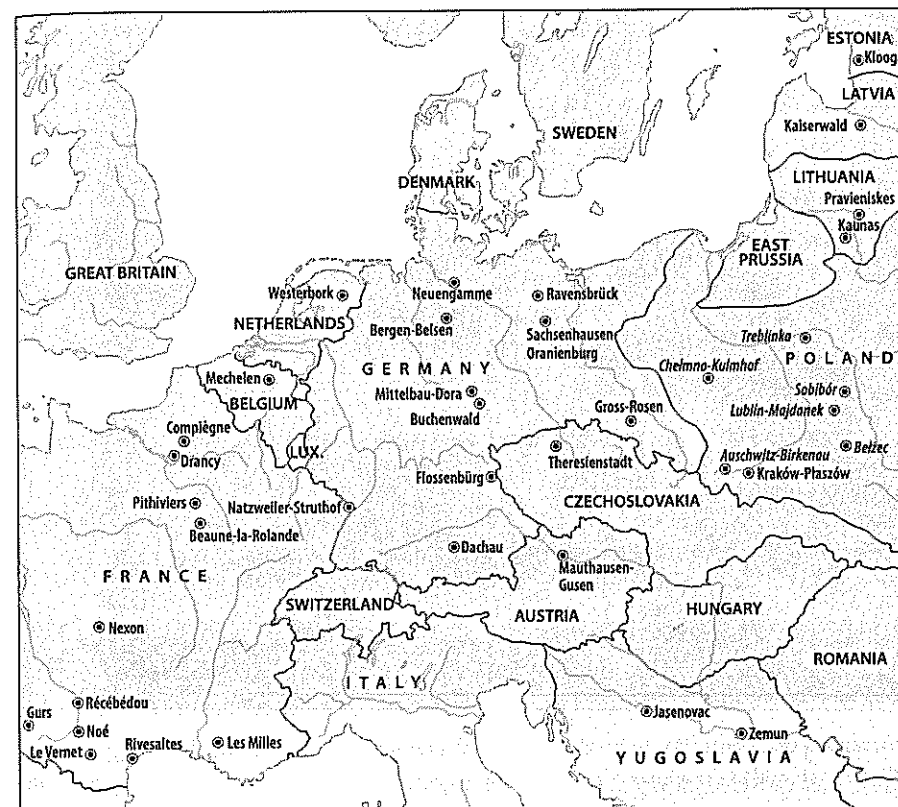 ESTONIA
Kloog
LATVIA
Kaiserwald
SWEDEN
LITHUANIA
DENMARK
Pravieniskes
Kaunas
EAST
PRUSSIA
GREAT BRITAIN
Westerbork
Neuengamme
Ravensbrück
NETHERLANDS
Bergen-Belsen
Sachsenhausen-
Oranienburg
Treblinka
GERMANY
POLAND
Chelmno-Kulmhof
Mechelen
BELGIUM
Mittelbau-Dora
Buchenwald
Sobibór
Gross-Rosen
Lublin-Majdanek
Compiègne
Drancy
LUX.
Theresienstadt
Auschwitz-Birkenau
Bełzec
Kraków-Płaszów
Flossenbürg
Pithiviers
Natzweiler-Struthof
CZECHOSLOVAKIA
Beaune-la-Rolande
Dachau
Mauthausen-
Gusen
FRANCE
SWITZERLAND
AUSTRIA
HUNGARY
Nexon
ROMANIA
ITALY
Récébédou
Gurs
Noé
Jasenovac
Le Vernet
Rivesaltes
Les Milles
Zemun
YUGOSLAVIA